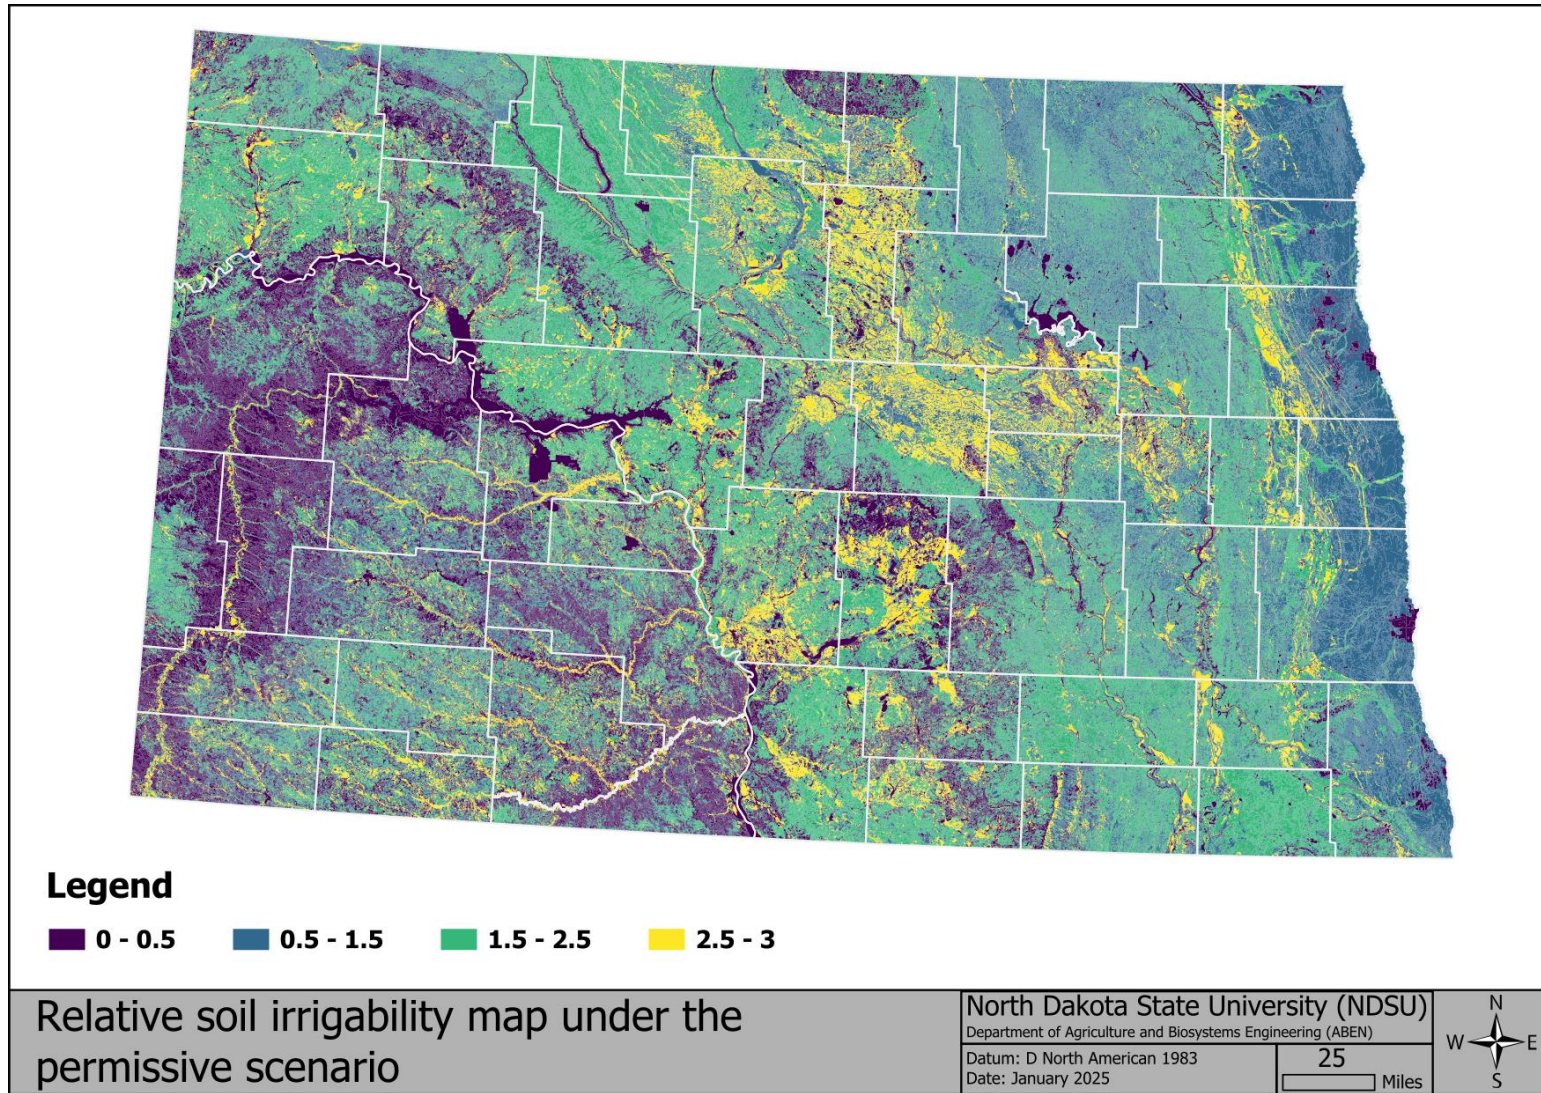 Legend
0 - 0.5
0.5 - 1.5
1.5 - 2.5
2.5 - 3
Relative soil irrigability map under the
permissive scenario
North Dakota State University (NDSU)
Department of Agriculture and Biosystems Engineering (ABEN)
Datum: D North American 1983
Date: January 2025
25
Miles
N
W
E
S